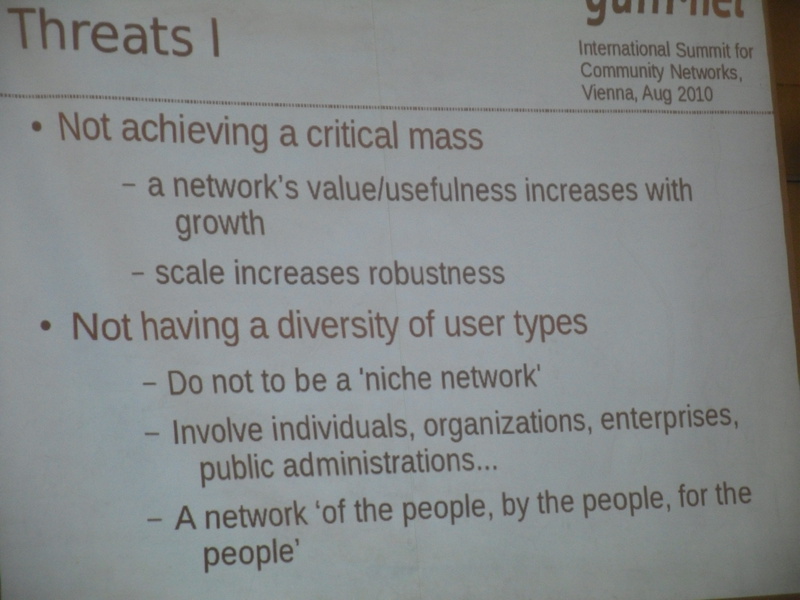 Threats I
guifi·net
International Summit for
Community Networks,
Vienna, Aug 2010
• Not achieving a critical mass
– a network's value/usefulness increases with
growth
– scale increases robustness
• Not having a diversity of user types
– Do not to be a 'niche network'
– Involve individuals, organizations, enterprises,
public administrations...
– A network ‘of the people, by the people, for the
people’